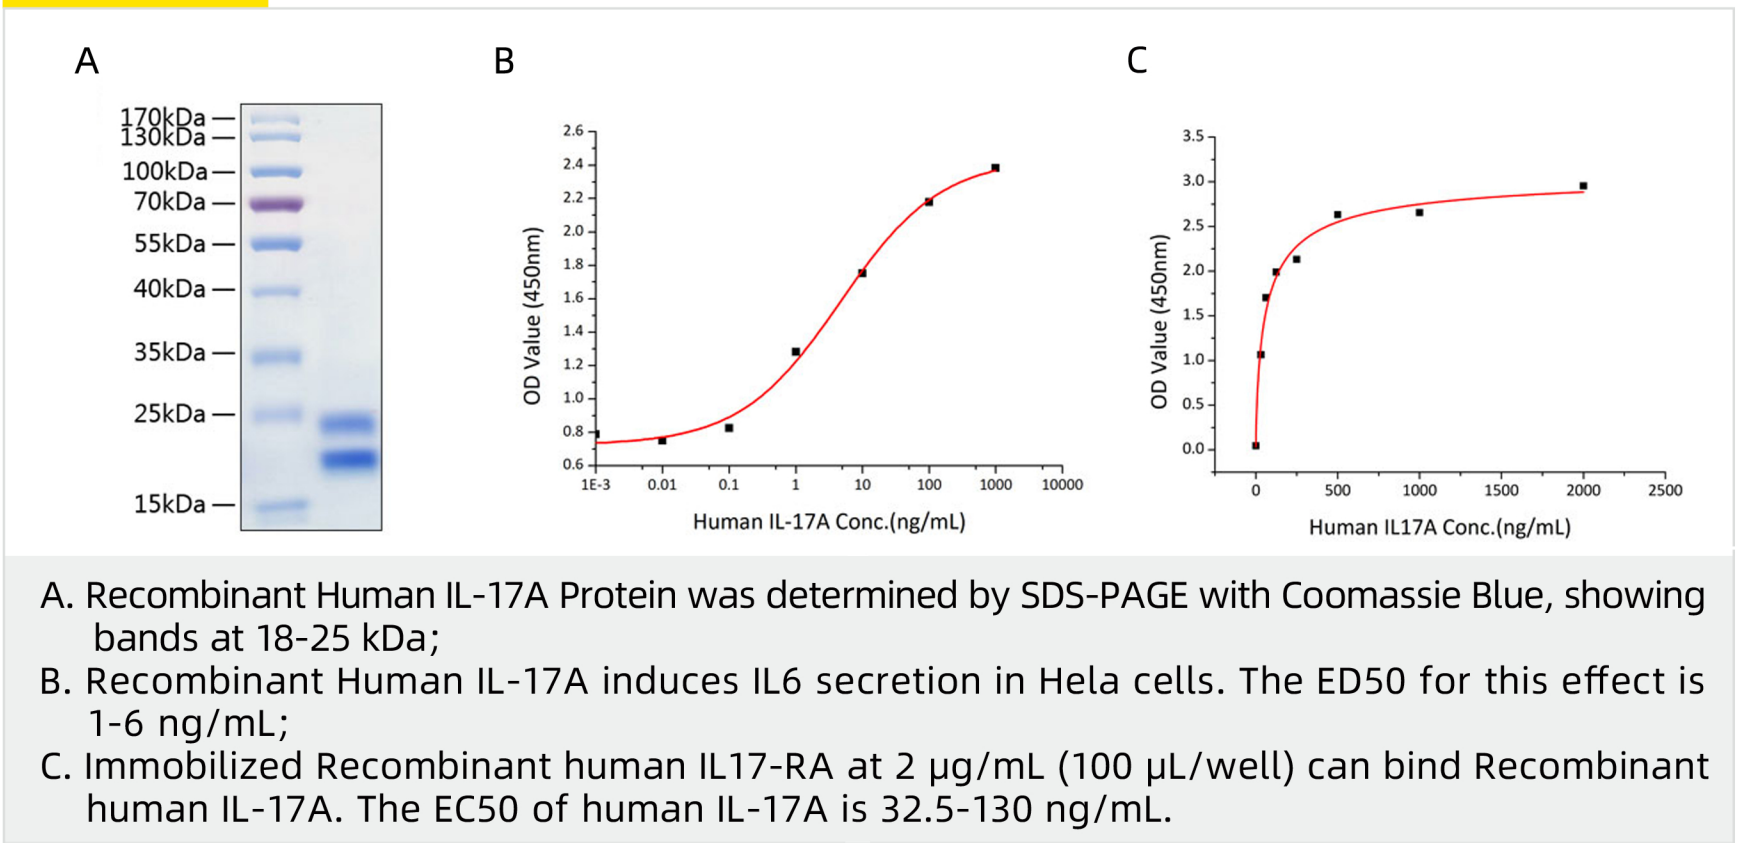 A
B
C
170kDa
130kDa
100kDa
70kDa
55kDa
40kDa
35kDa
25kDa
15kDa
OD Value (450nm)
2.6
2.4
2.2
2.0
1.8
1.6
1.4
1.2
1.0
0.8
0.6
1E-3 0.01 0.1 1 10 100 1000 10000
Human IL-17A Conc.(ng/mL)
OD Value (450nm)
3.5
3.0
2.5
2.0
1.5
1.0
0.5
0.0
0 500 1000 1500 2000 2500
Human IL17A Conc.(ng/mL)
A. Recombinant Human IL-17A Protein was determined by SDS-PAGE with Coomassie Blue, showing
bands at 18-25 kDa;
B. Recombinant Human IL-17A induces IL6 secretion in Hela cells. The ED50 for this effect is
1-6 ng/mL;
C. Immobilized Recombinant human IL17-RA at 2 μg/mL (100 μL/well) can bind Recombinant
human IL-17A. The EC50 of human IL-17A is 32.5-130 ng/mL.